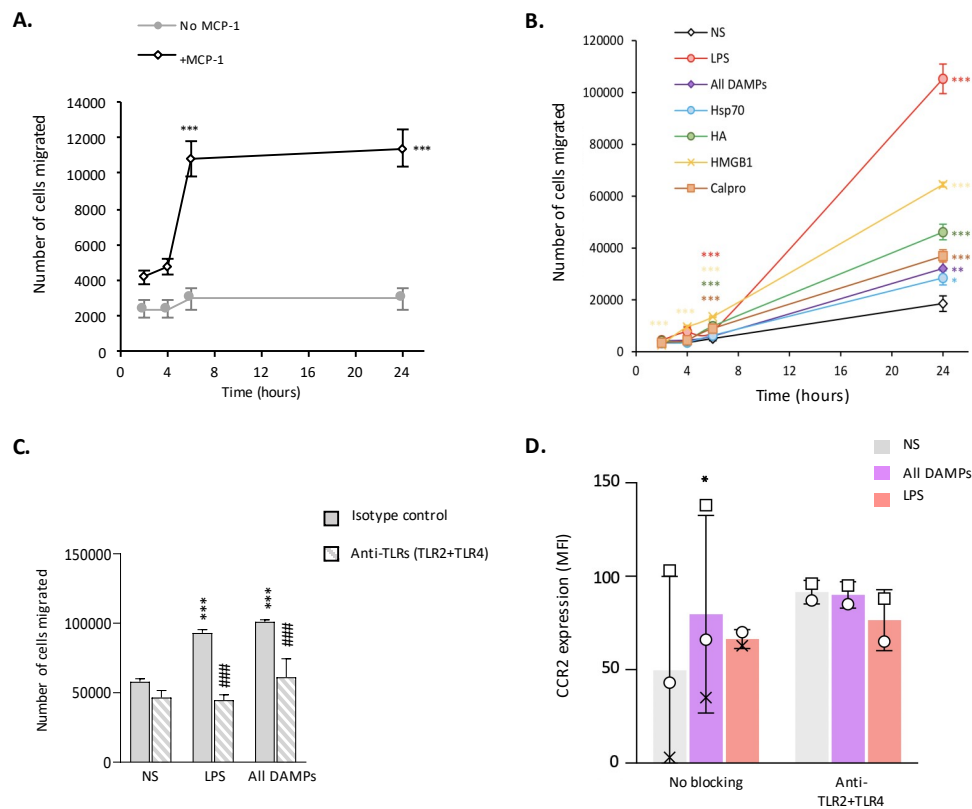 A.
No MCP-1
+MCP-1
Number of cells migrated
14000
12000
10000
8000
6000
4000
2000
0
***
***
0 4 8 12 16 20 24
Time (hours)
B.
NS
LPS
All DAMPs
Hsp70
HA
HMGB1
Calpro
Number of cells migrated
120000
100000
80000
60000
40000
20000
0
***
***
***
***
***
***
***
***
***
***
**
*
0 4 8 12 16 20 24
Time (hours)
C.
Isotype control
Anti-TLRs (TLR2+TLR4)
Number of cells migrated
150000
100000
50000
0
***
###
***
###
NS LPS All DAMPs
D.
NS
All DAMPs
LPS
CCR2 expression (MFI)
150
100
50
0
*
No blocking
Anti-
TLR2+TLR4